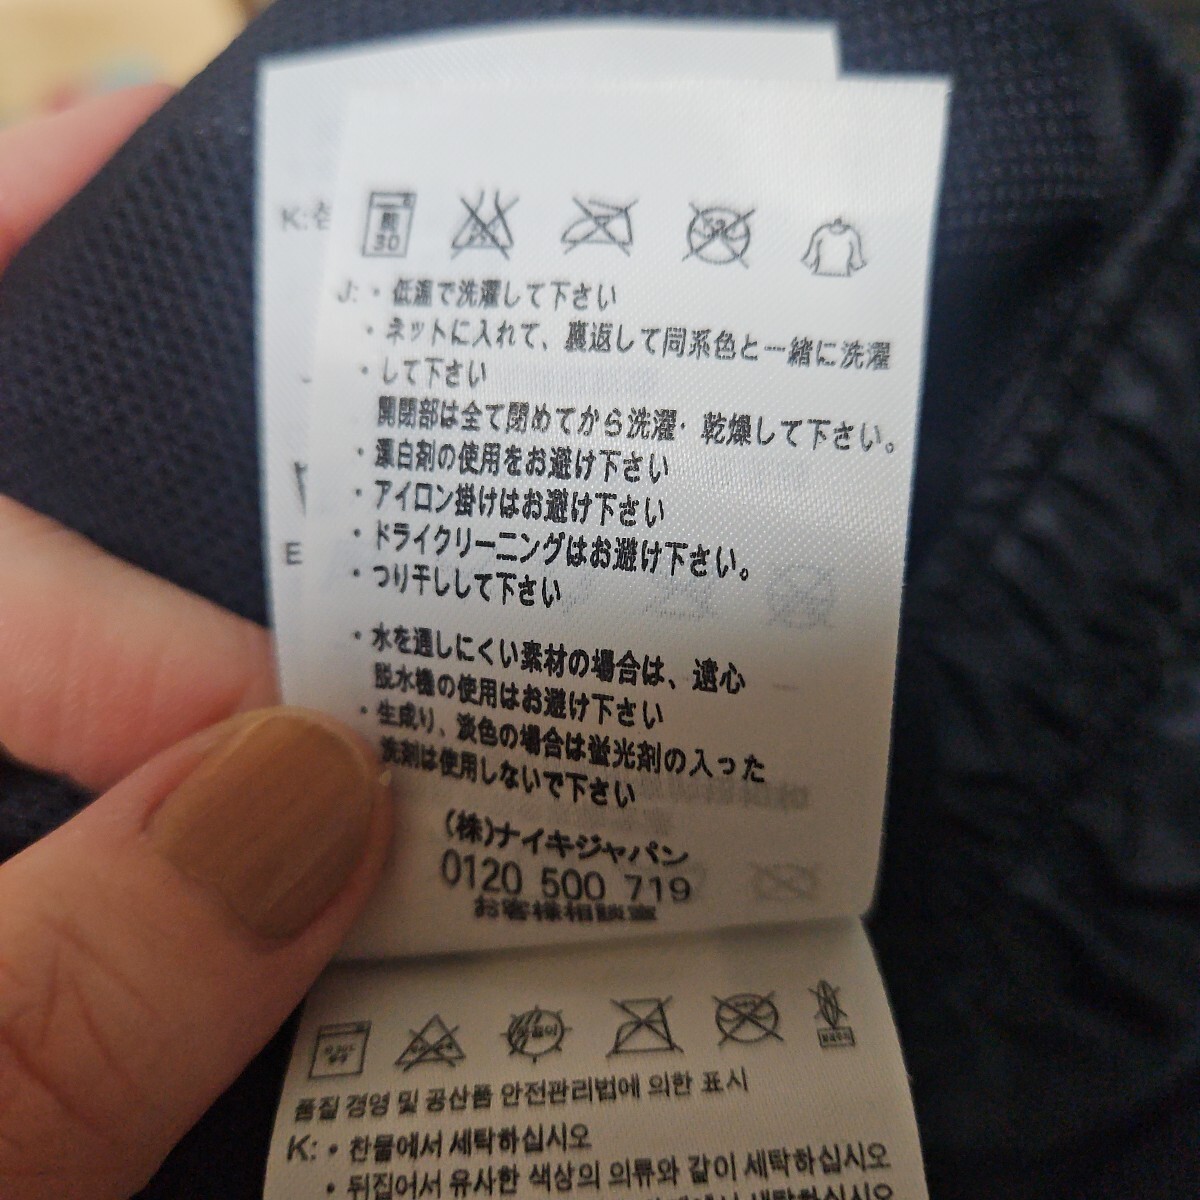 K:
弱
30
J: ・低温で洗濯して下さい
・ネットに入れて、裏返して同系色と一緒に洗濯
・して下さい
開閉部は全て閉めてから洗濯・乾燥して下さい。
・漂白剤の使用をお避け下さい
・アイロン掛けはお避け下さい
・ドライクリーニングはお避け下さい。
・つり干しして下さい
E
・水を通しにくい素材の場合は、遠心
脱水機の使用はお避け下さい
・生成り、淡色の場合は蛍光剤の入った
洗剤は使用しないで下さい
(株)ナイキジャパン
0120 500 719
お客様相談室
품질 경영 및 공산품 안전관리법에 의한 표시
K: • 찬물에서 세탁하십시오
• 뒤집어서 유사한 색상의 의류와 같이 세탁하십시오